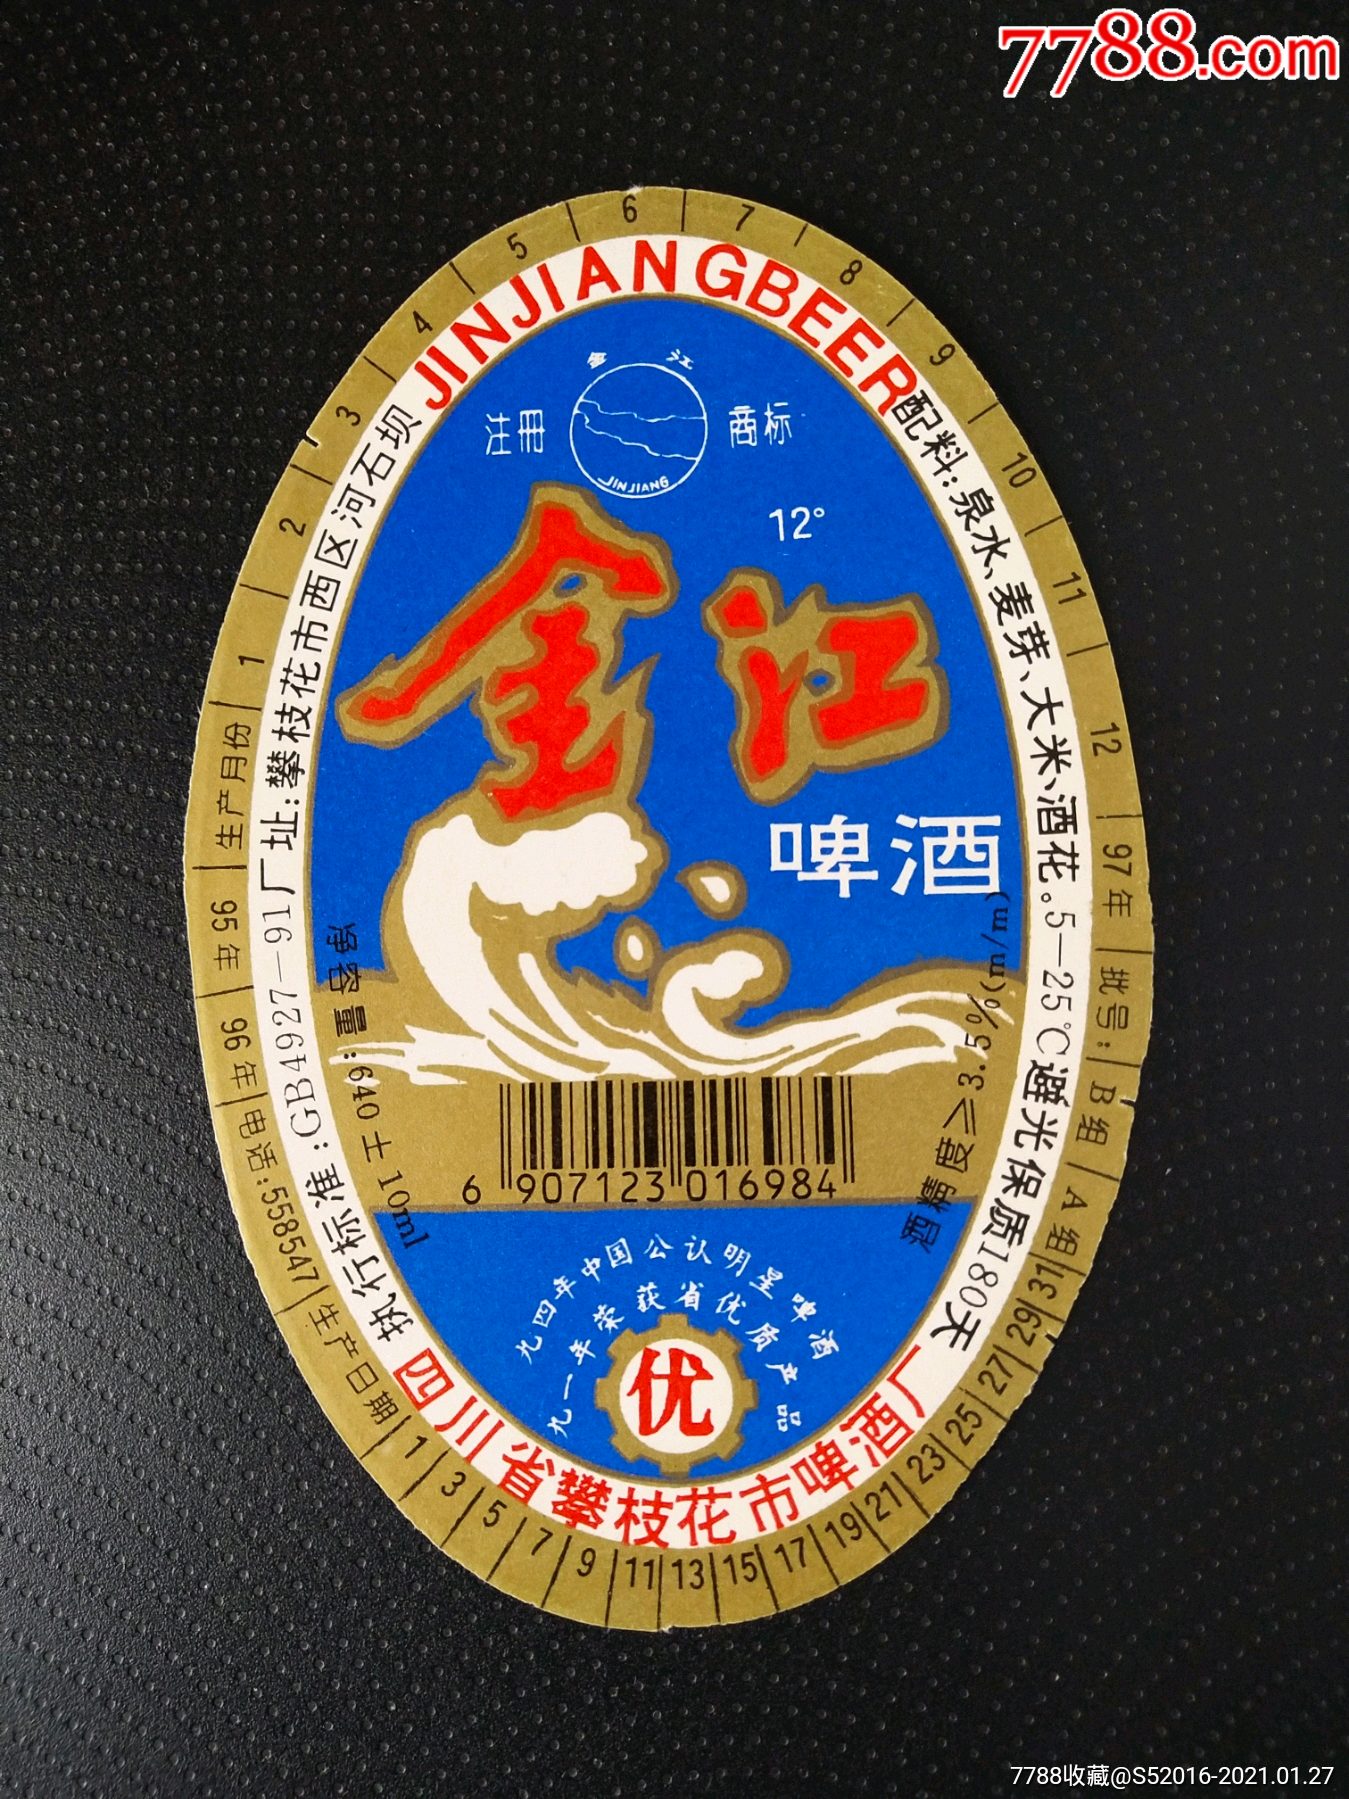 7788.com
1 2 3 4 5 6 7 8 9 10 11 12
生产月份
97年
批号:
B组
A组
95年
96年
电话:558547
生产日期
1 3 5 7 9 11 13 15 17 19 21 23 25 27 29 31
JINJIANGBEER
厂址:攀枝花市西区河石坝
配料:泉水、麦芽、大米、酒花。5—25℃避光保质180天
执行标准:GB4927-91
四川省攀枝花市啤酒厂
金江
注册
商标
JINJIANG
12°
金江
啤酒
净容量:640±10ml
酒精度≥3.5%(m/m)
6 907123 016984
九四年中国公认明星啤酒
九一年荣获省优质产品
优
7788收藏@S52016-2021.01.27